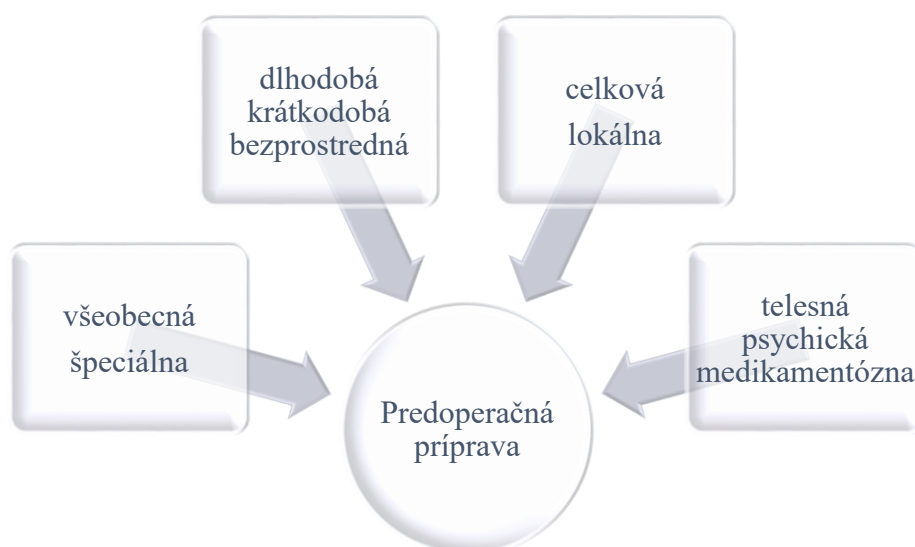 dlhodobá
krátkodobá
bezprostredná
celková
lokálna
všeobecná
špeciálna
telesná
psychická
medikamentózna
Predoperačná
príprava